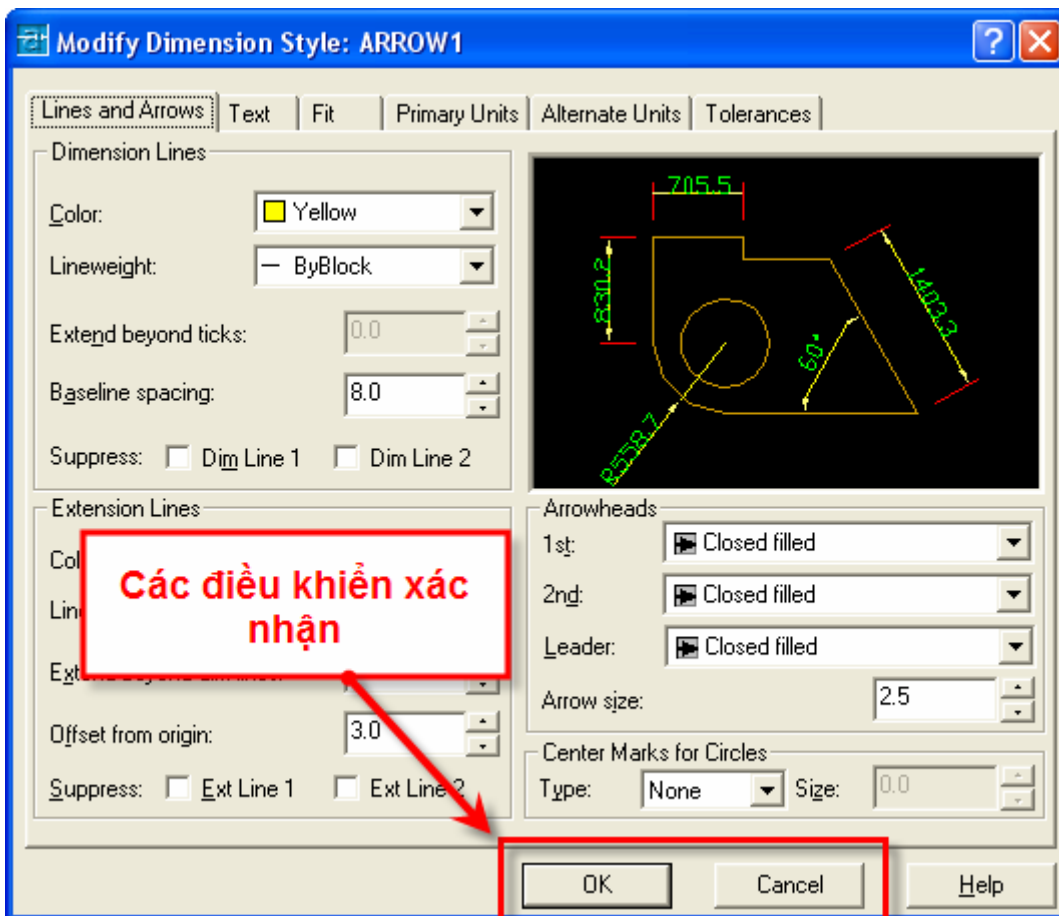 Modify Dimension Style: ARROW1
Lines and Arrows Text Fit Primary Units Alternate Units Tolerances
Dimension Lines
Color: Yellow
Lineweight: ByBlock
Extend beyond ticks: 0.0
Baseline spacing: 8.0
Suppress: Dim Line 1 Dim Line 2
705.5
830.2
1403.3
60°
R558.7
Extension Lines
Các điều khiển xác
nhận
Offset from origin: 3.0
Suppress: Ext Line 1 Ext Line 2
Arrowheads
1st: Closed filled
2nd: Closed filled
Leader: Closed filled
Arrow size: 2.5
Center Marks for Circles
Type: None Size: 0.0
OK Cancel Help